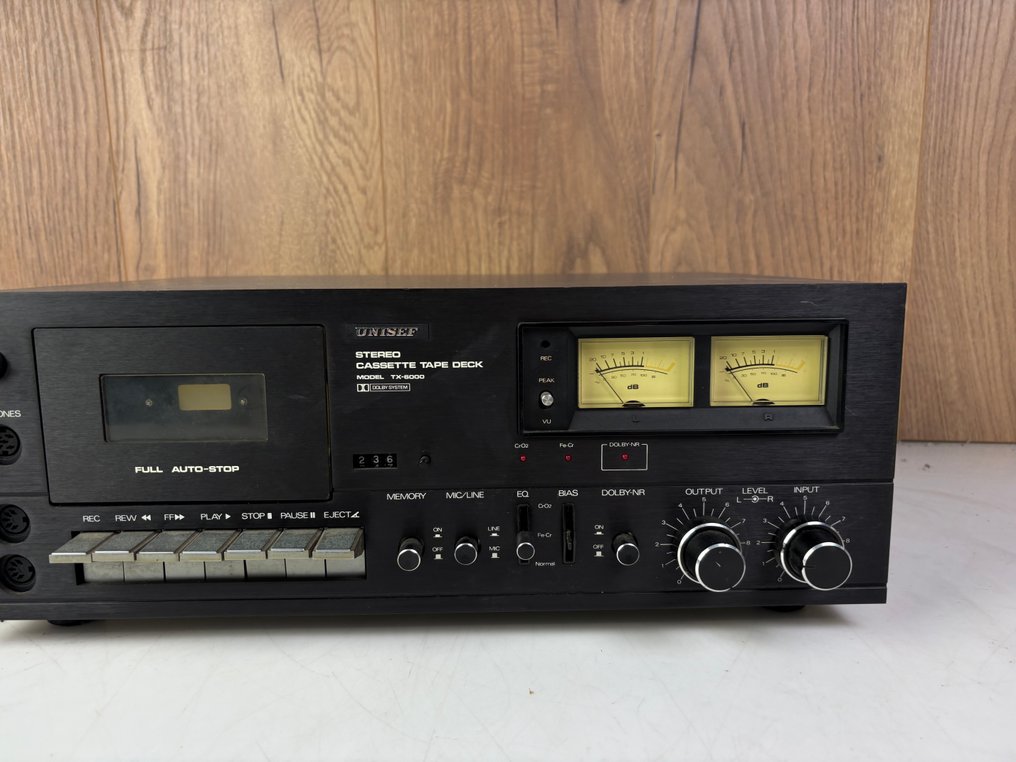 UNISEF
STEREO
CASSETTE TAPE DECK
MODEL TX-6000
DOLBY SYSTEM
REC
PEAK
VU
dB
dB
L
R
ONES
FULL AUTO-STOP
2 3 6
CrO2
Fe-Cr
DOLBY-NR
REC REW FF PLAY STOP PAUSE EJECT
MEMORY
ON
OFF
MIC/LINE
LINE
MIC
EQ
BIAS
CrO2
Fe-Cr
Normal
DOLBY-NR
ON
OFF
OUTPUT
LEVEL
L R
INPUT